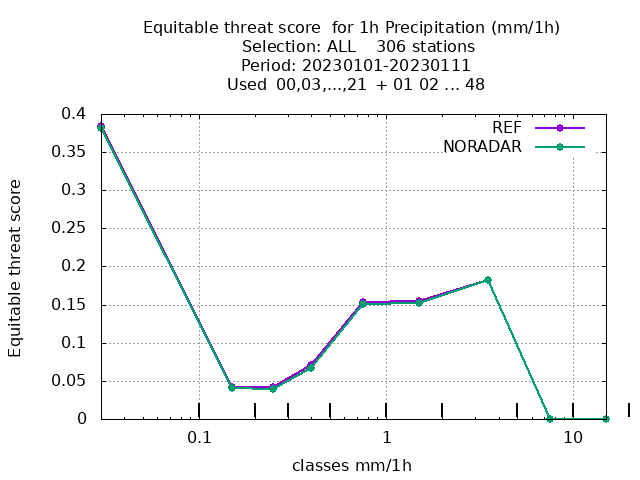 Equitable threat score  for 1h Precipitation (mm/1h)
Selection: ALL    306 stations
Period: 20230101-20230111
Used  00,03,...,21  + 01 02 ... 48
REF
NORADAR
0.4
0.35
0.3
0.25
0.2
0.15
0.1
0.05
0
Equitable threat score
0.1 1 10
classes mm/1h